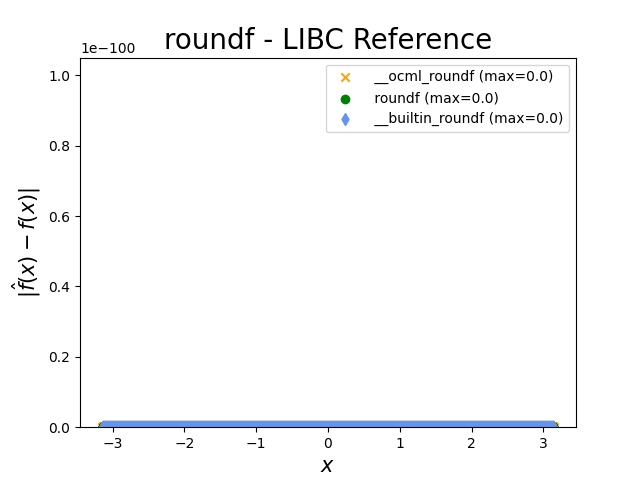 roundf - LIBC Reference
1e−100
__ocml_roundf (max=0.0)
roundf (max=0.0)
__builtin_roundf (max=0.0)
1.0
0.8
0.6
0.4
0.2
0.0
|f̂(x) − f(x)|
−3 −2 −1 0 1 2 3
x